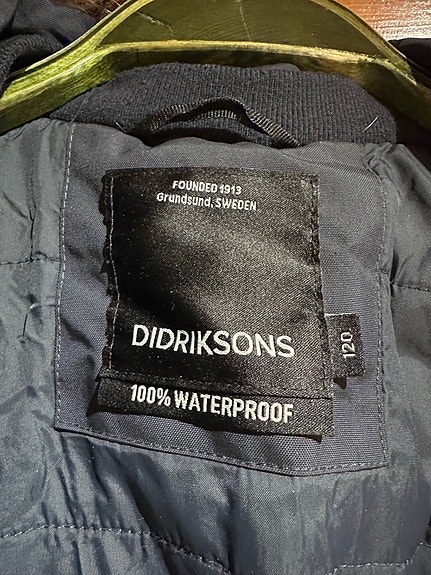 FOUNDED 1913
Grundsund, SWEDEN
DIDRIKSONS
120
100% WATERPROOF